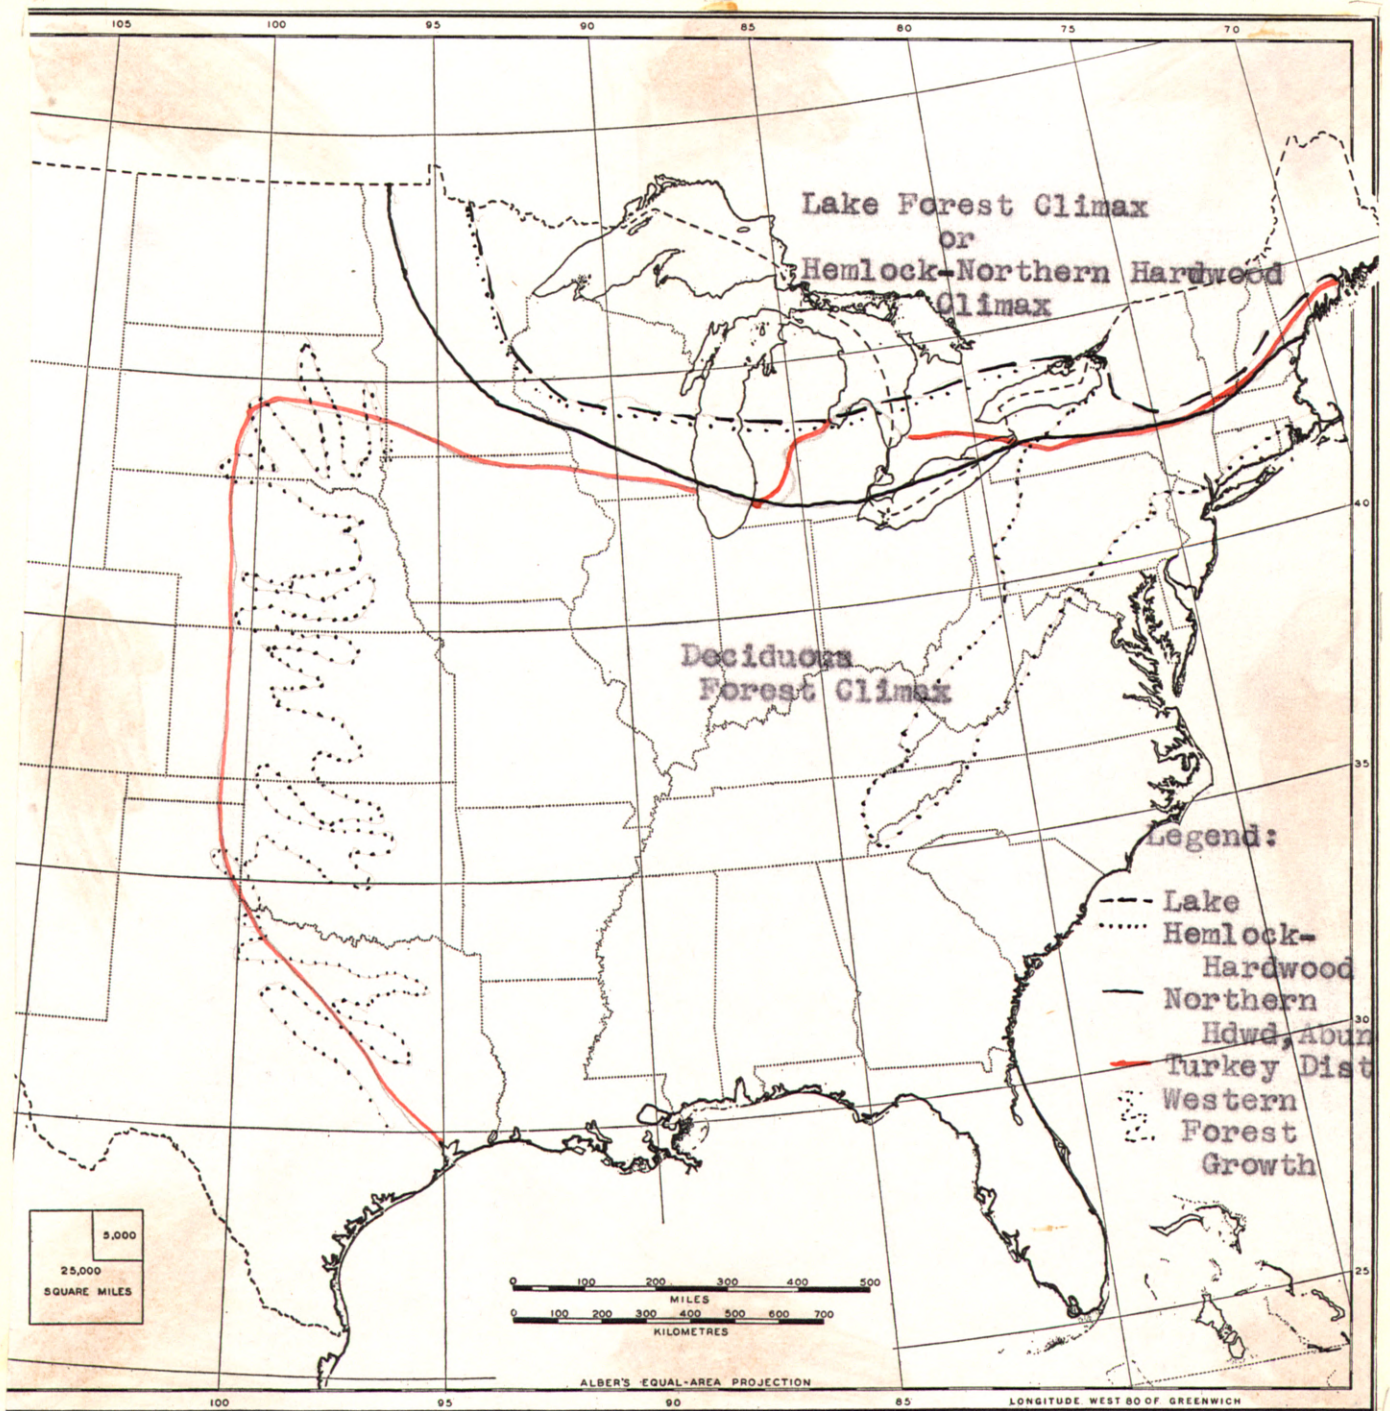 105 100 95 90 85 80 75 70
Lake Forest Climax
or
Hemlock-Northern Hardwood
Climax
40
Deciduous
Forest Climax
35
Legend:
Lake
Hemlock-
Hardwood
Northern
Hdwd,Abun
30
Turkey Dist
Western
Forest
Growth
5,000
25,000
SQUARE MILES
25
0 100 200 300 400 500
MILES
0 100 200 300 400 500 600 700
KILOMETRES
ALBER'S EQUAL-AREA PROJECTION
100 95 90 85 LONGITUDE WEST 80 OF GREENWICH